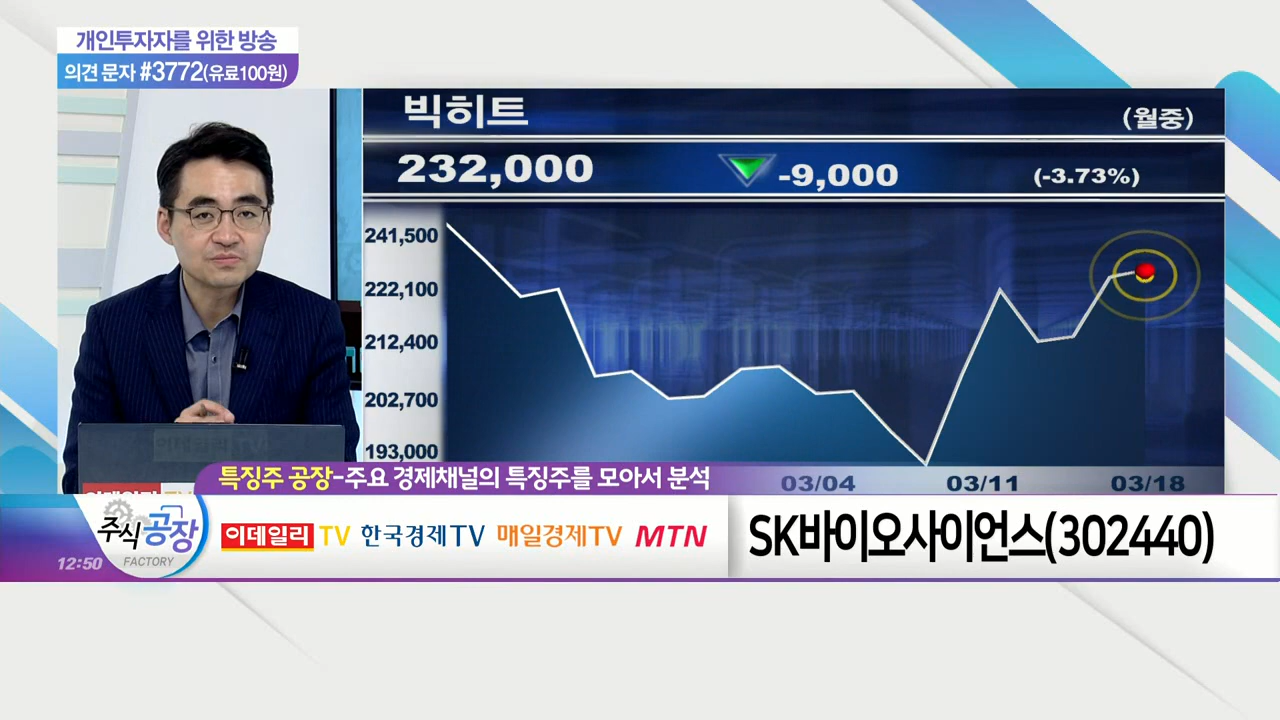 개인투자자를 위한 방송
의견 문자 #3772(유료100원)
빅히트
(월중)
232,000
-9,000
(-3.73%)
241,500
222,100
212,400
202,700
193,000
03/04
03/11
03/18
특징주 공장-주요 경제채널의 특징주를 모아서 분석
주식공장
FACTORY
12:50
이데일리 TV 한국경제TV 매일경제TV MTN
SK바이오사이언스(302440)